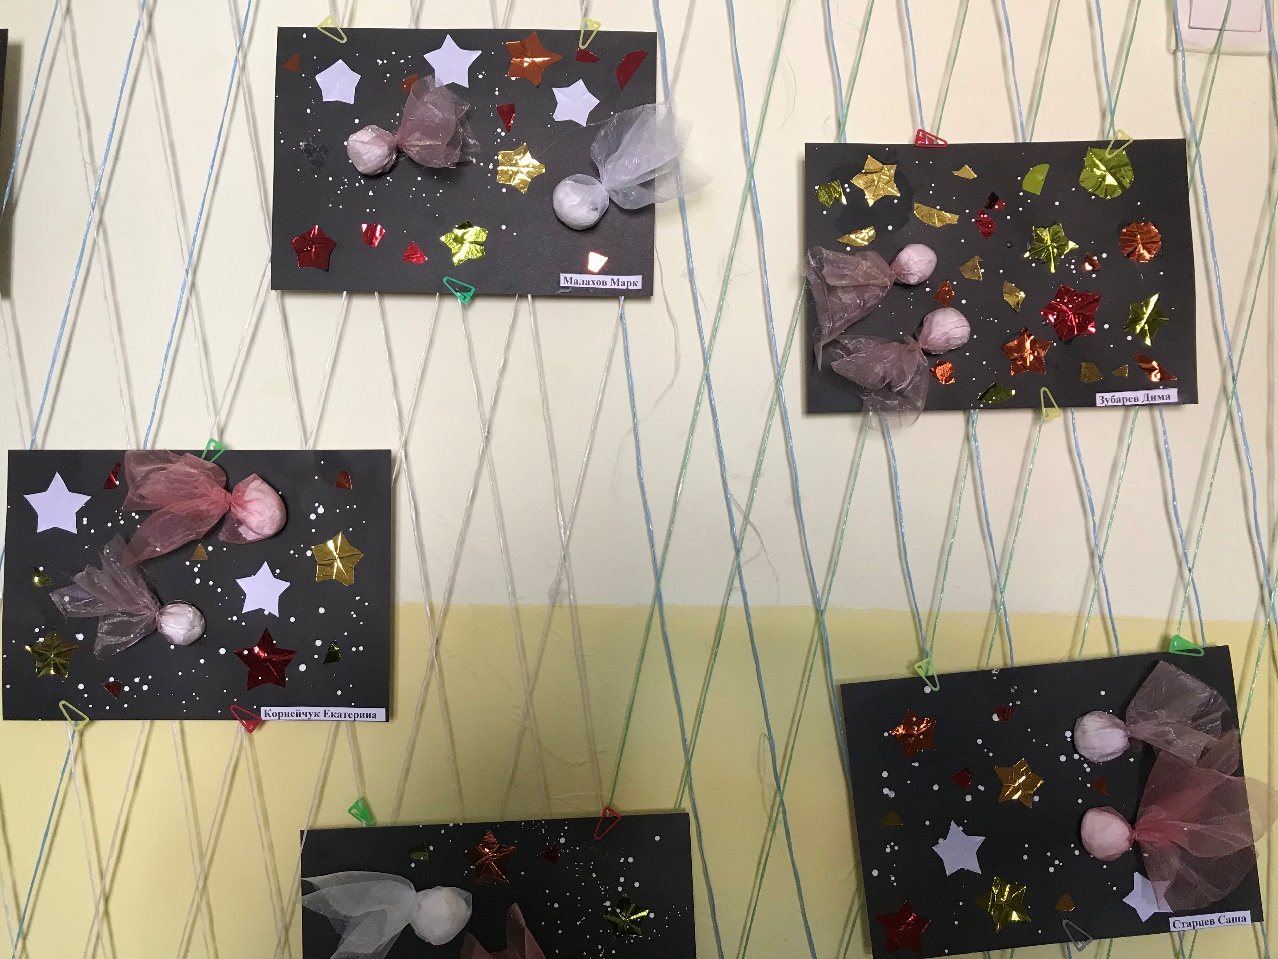 Малахов Марк
Зубарев Дима
Корнейчук Екатерина
Старцев Саша